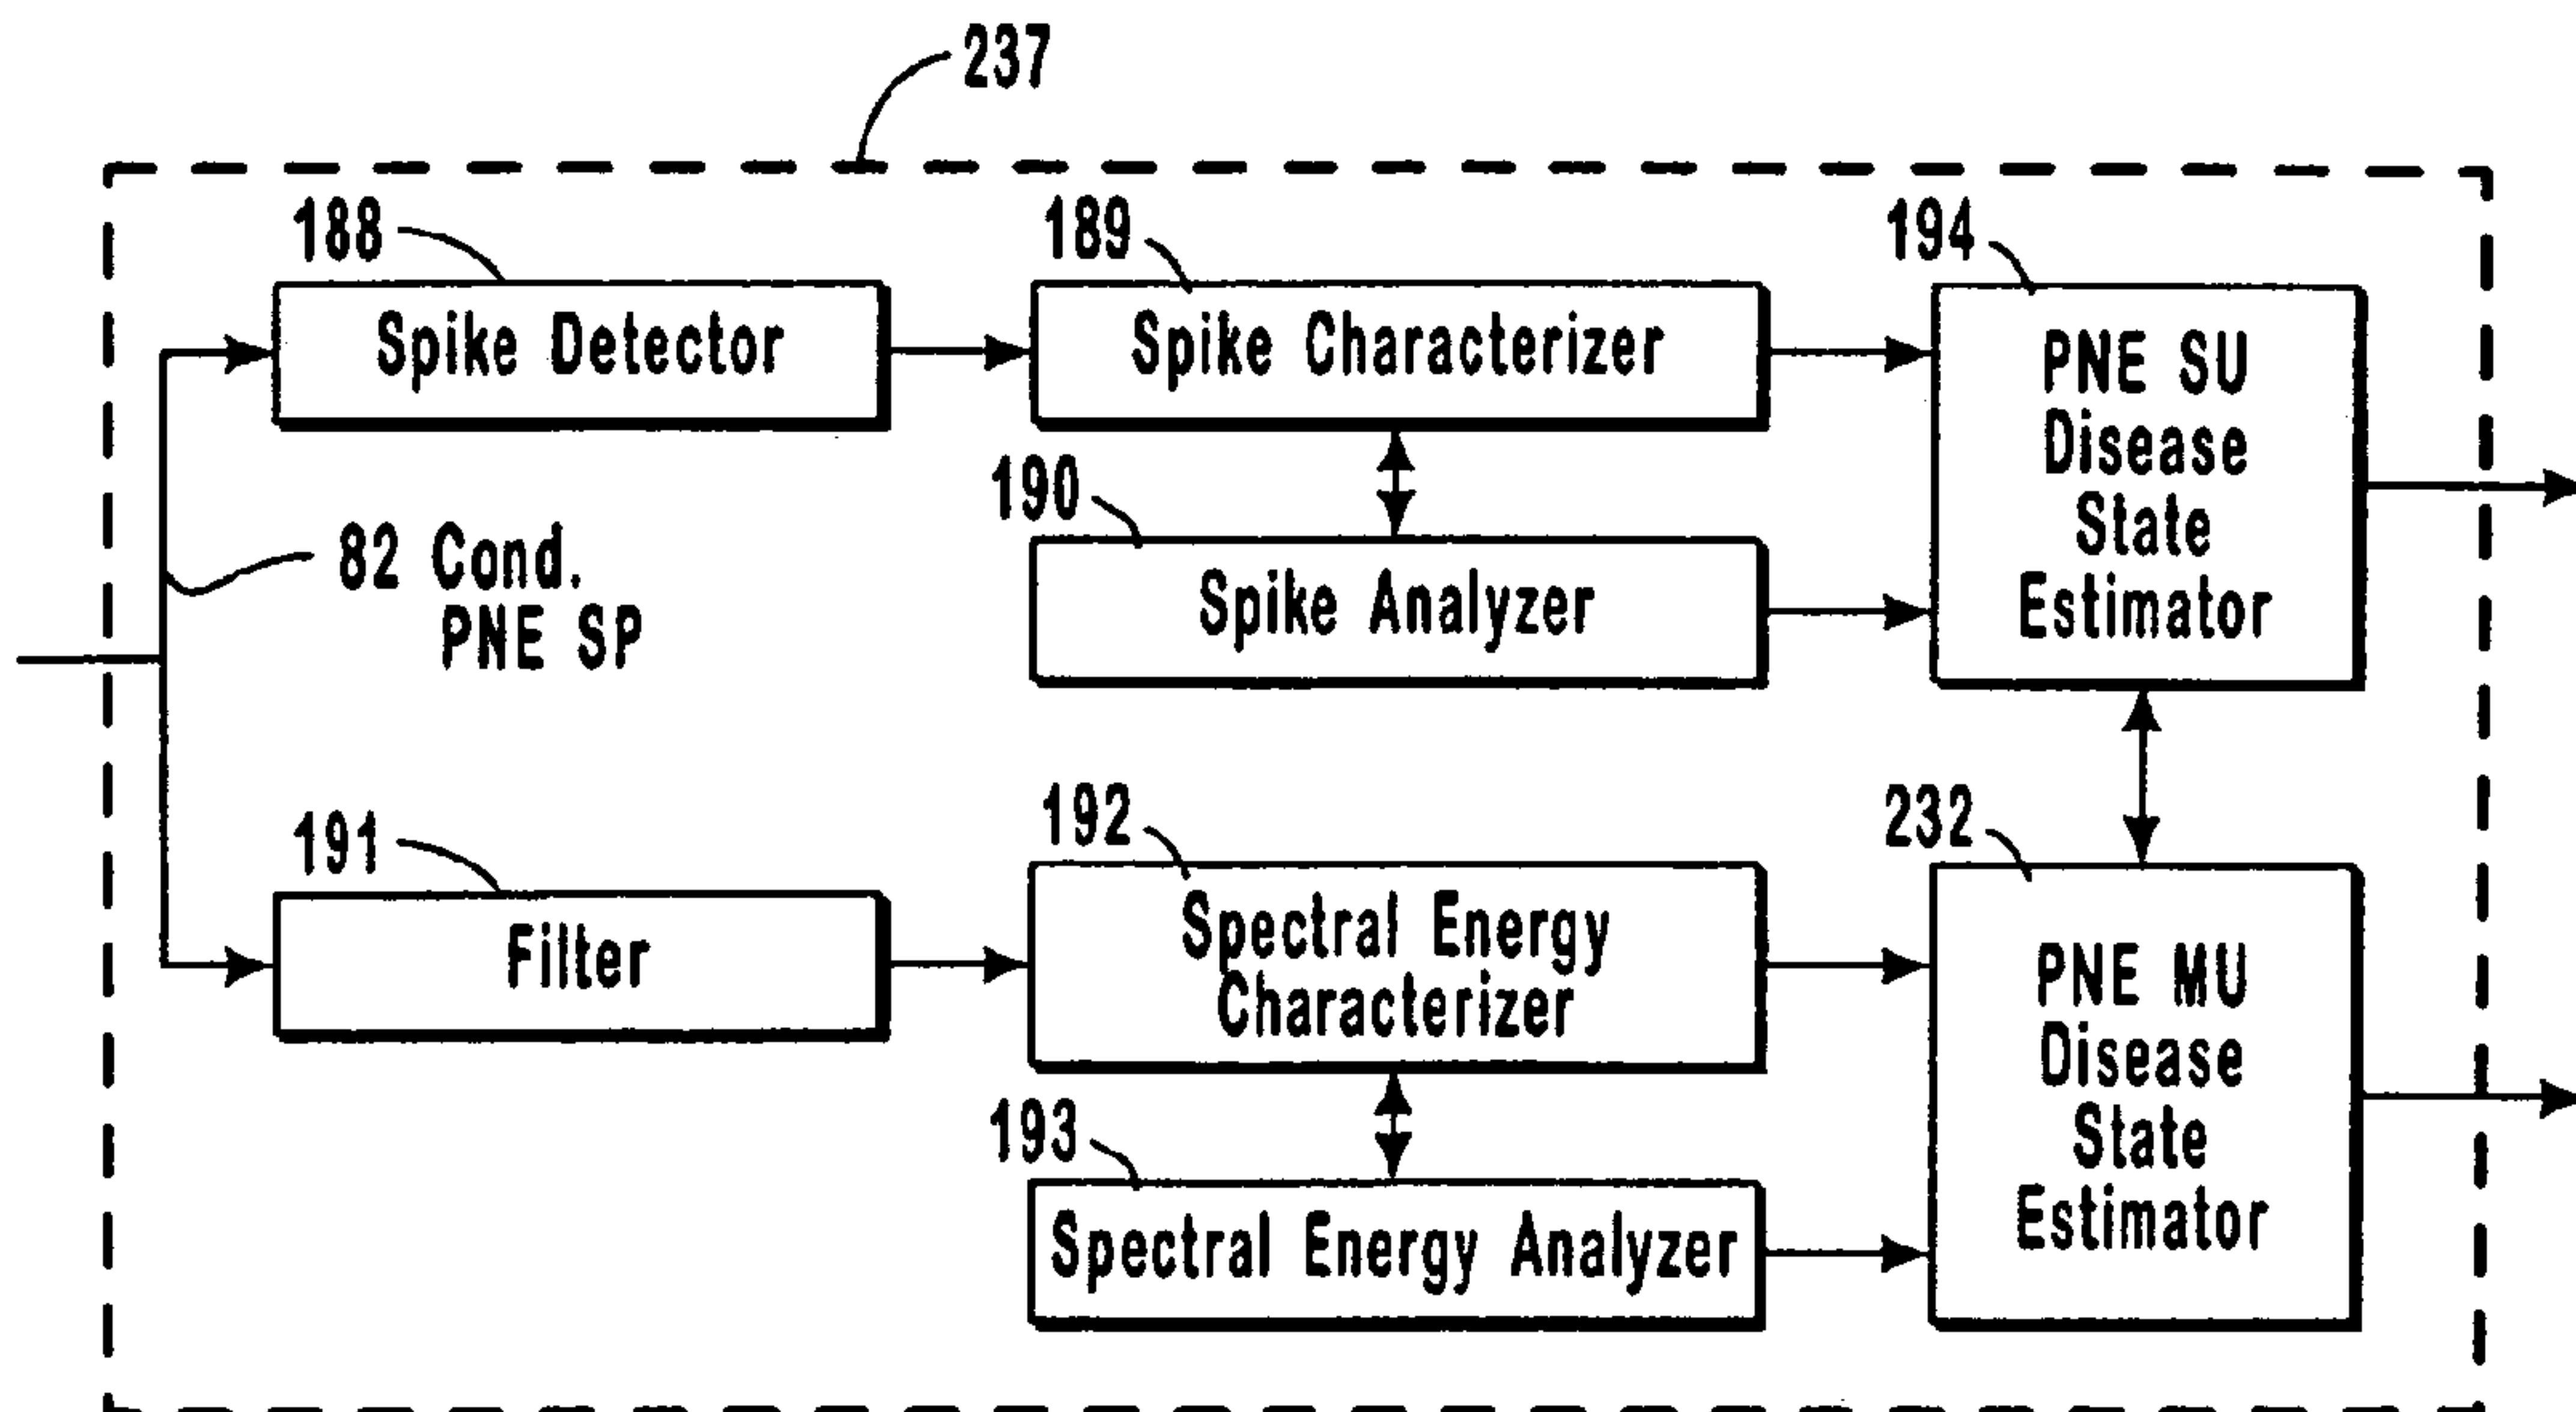 237
188
189
194
Spike Detector
Spike Characterizer
PNE SU
Disease
State
Estimator
190
Spike Analyzer
82 Cond.
PNE SP
191
192
232
Filter
Spectral Energy
Characterizer
PNE MU
Disease
State
Estimator
193
Spectral Energy Analyzer